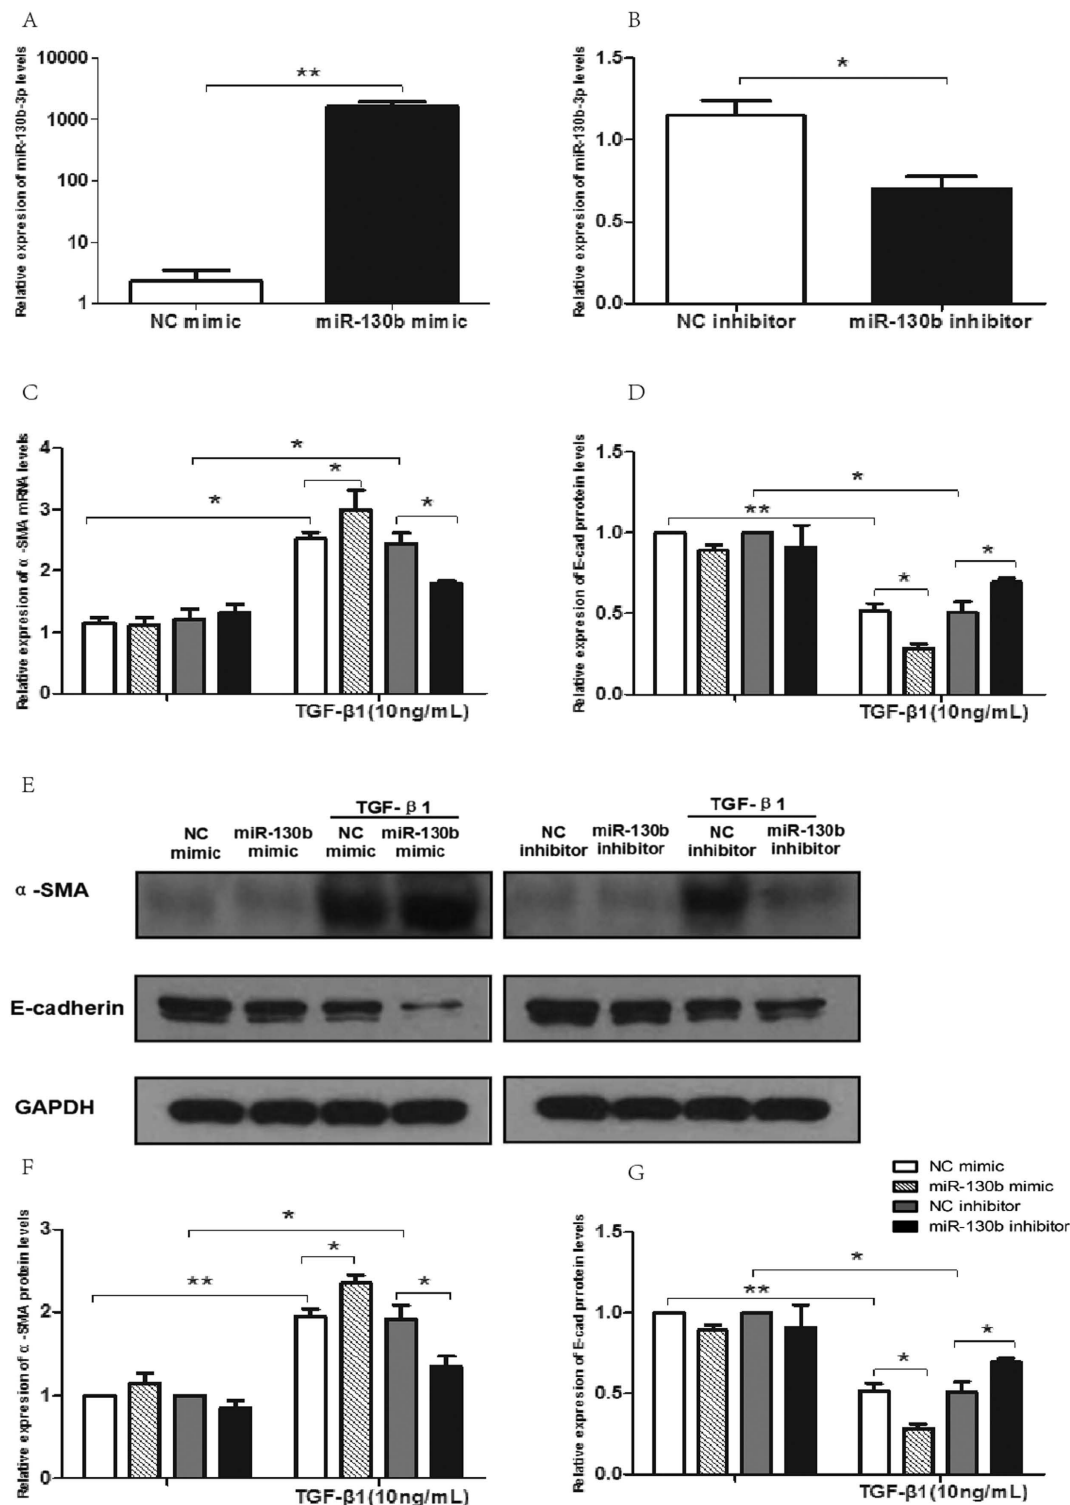 A
Relative expresion of miR-130b-3p levels
10000
1000
100
10
1
**
NC mimic
miR-130b mimic
B
Relative expresion of miR-130b-3p levels
1.5
1.0
0.5
0.0
*
NC inhibitor
miR-130b inhibitor
C
Relative expresion of α -SMA mRNA levels
4
3
2
1
0
*
*
*
*
TGF-β1(10ng/mL)
D
Relative expresion of E-cad prrotein levels
1.5
1.0
0.5
0.0
*
**
*
*
TGF-β1(10ng/mL)
E
TGF- β 1
NC mimic
miR-130b mimic
NC mimic
miR-130b mimic
TGF- β 1
NC inhibitor
miR-130b inhibitor
NC inhibitor
miR-130b inhibitor
α -SMA
E-cadherin
GAPDH
F
Relative expresion of α -SMA protein levels
3
2
1
0
*
*
**
*
TGF-β1(10ng/mL)
G
NC mimic
miR-130b mimic
NC inhibitor
miR-130b inhibitor
Relative expresion of E-cad prrotein levels
1.5
1.0
0.5
0.0
*
**
*
*
TGF-β1(10ng/mL)